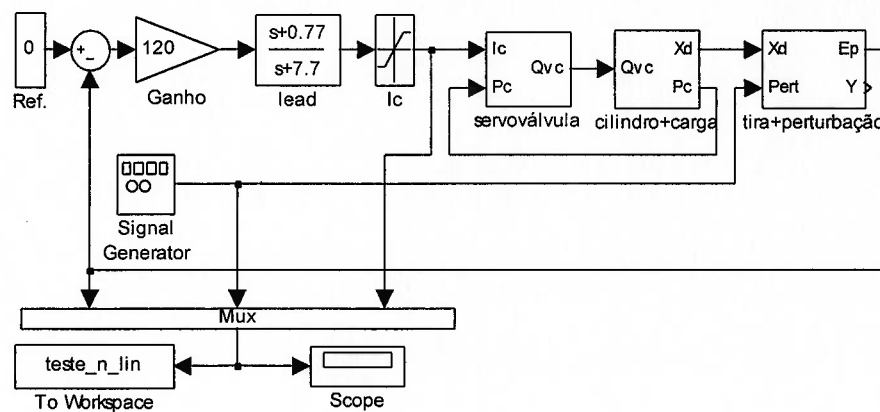 0
Ref.
+
-
120
Ganho
s+0.77
s+7.7
lead
Ic
Ic
Pc
Qvc
servoválvula
Qvc
Xd
Pc
cilindro+carga
Xd
Pert
Ep
Y
tira+perturbação
Signal
Generator
Mux
teste_n_lin
To Workspace
Scope